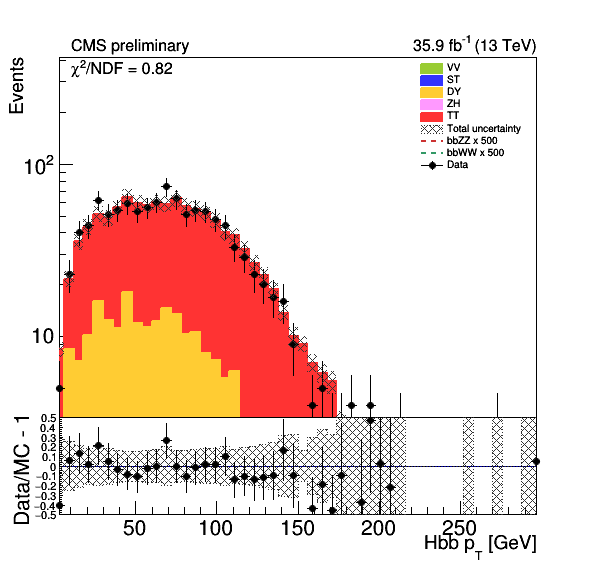 CMS preliminary 35.9 fb⁻¹ (13 TeV)
χ²/NDF = 0.82
Events
VV
ST
DY
ZH
TT
Total uncertainty
bbZZ x 500
bbWW x 500
Data
10²
10
Data/MC - 1
0.5
0.4
0.3
0.2
0.1
0
−0.1
−0.2
−0.3
−0.4
−0.5
50 100 150 200 250
Hbb p_T [GeV]